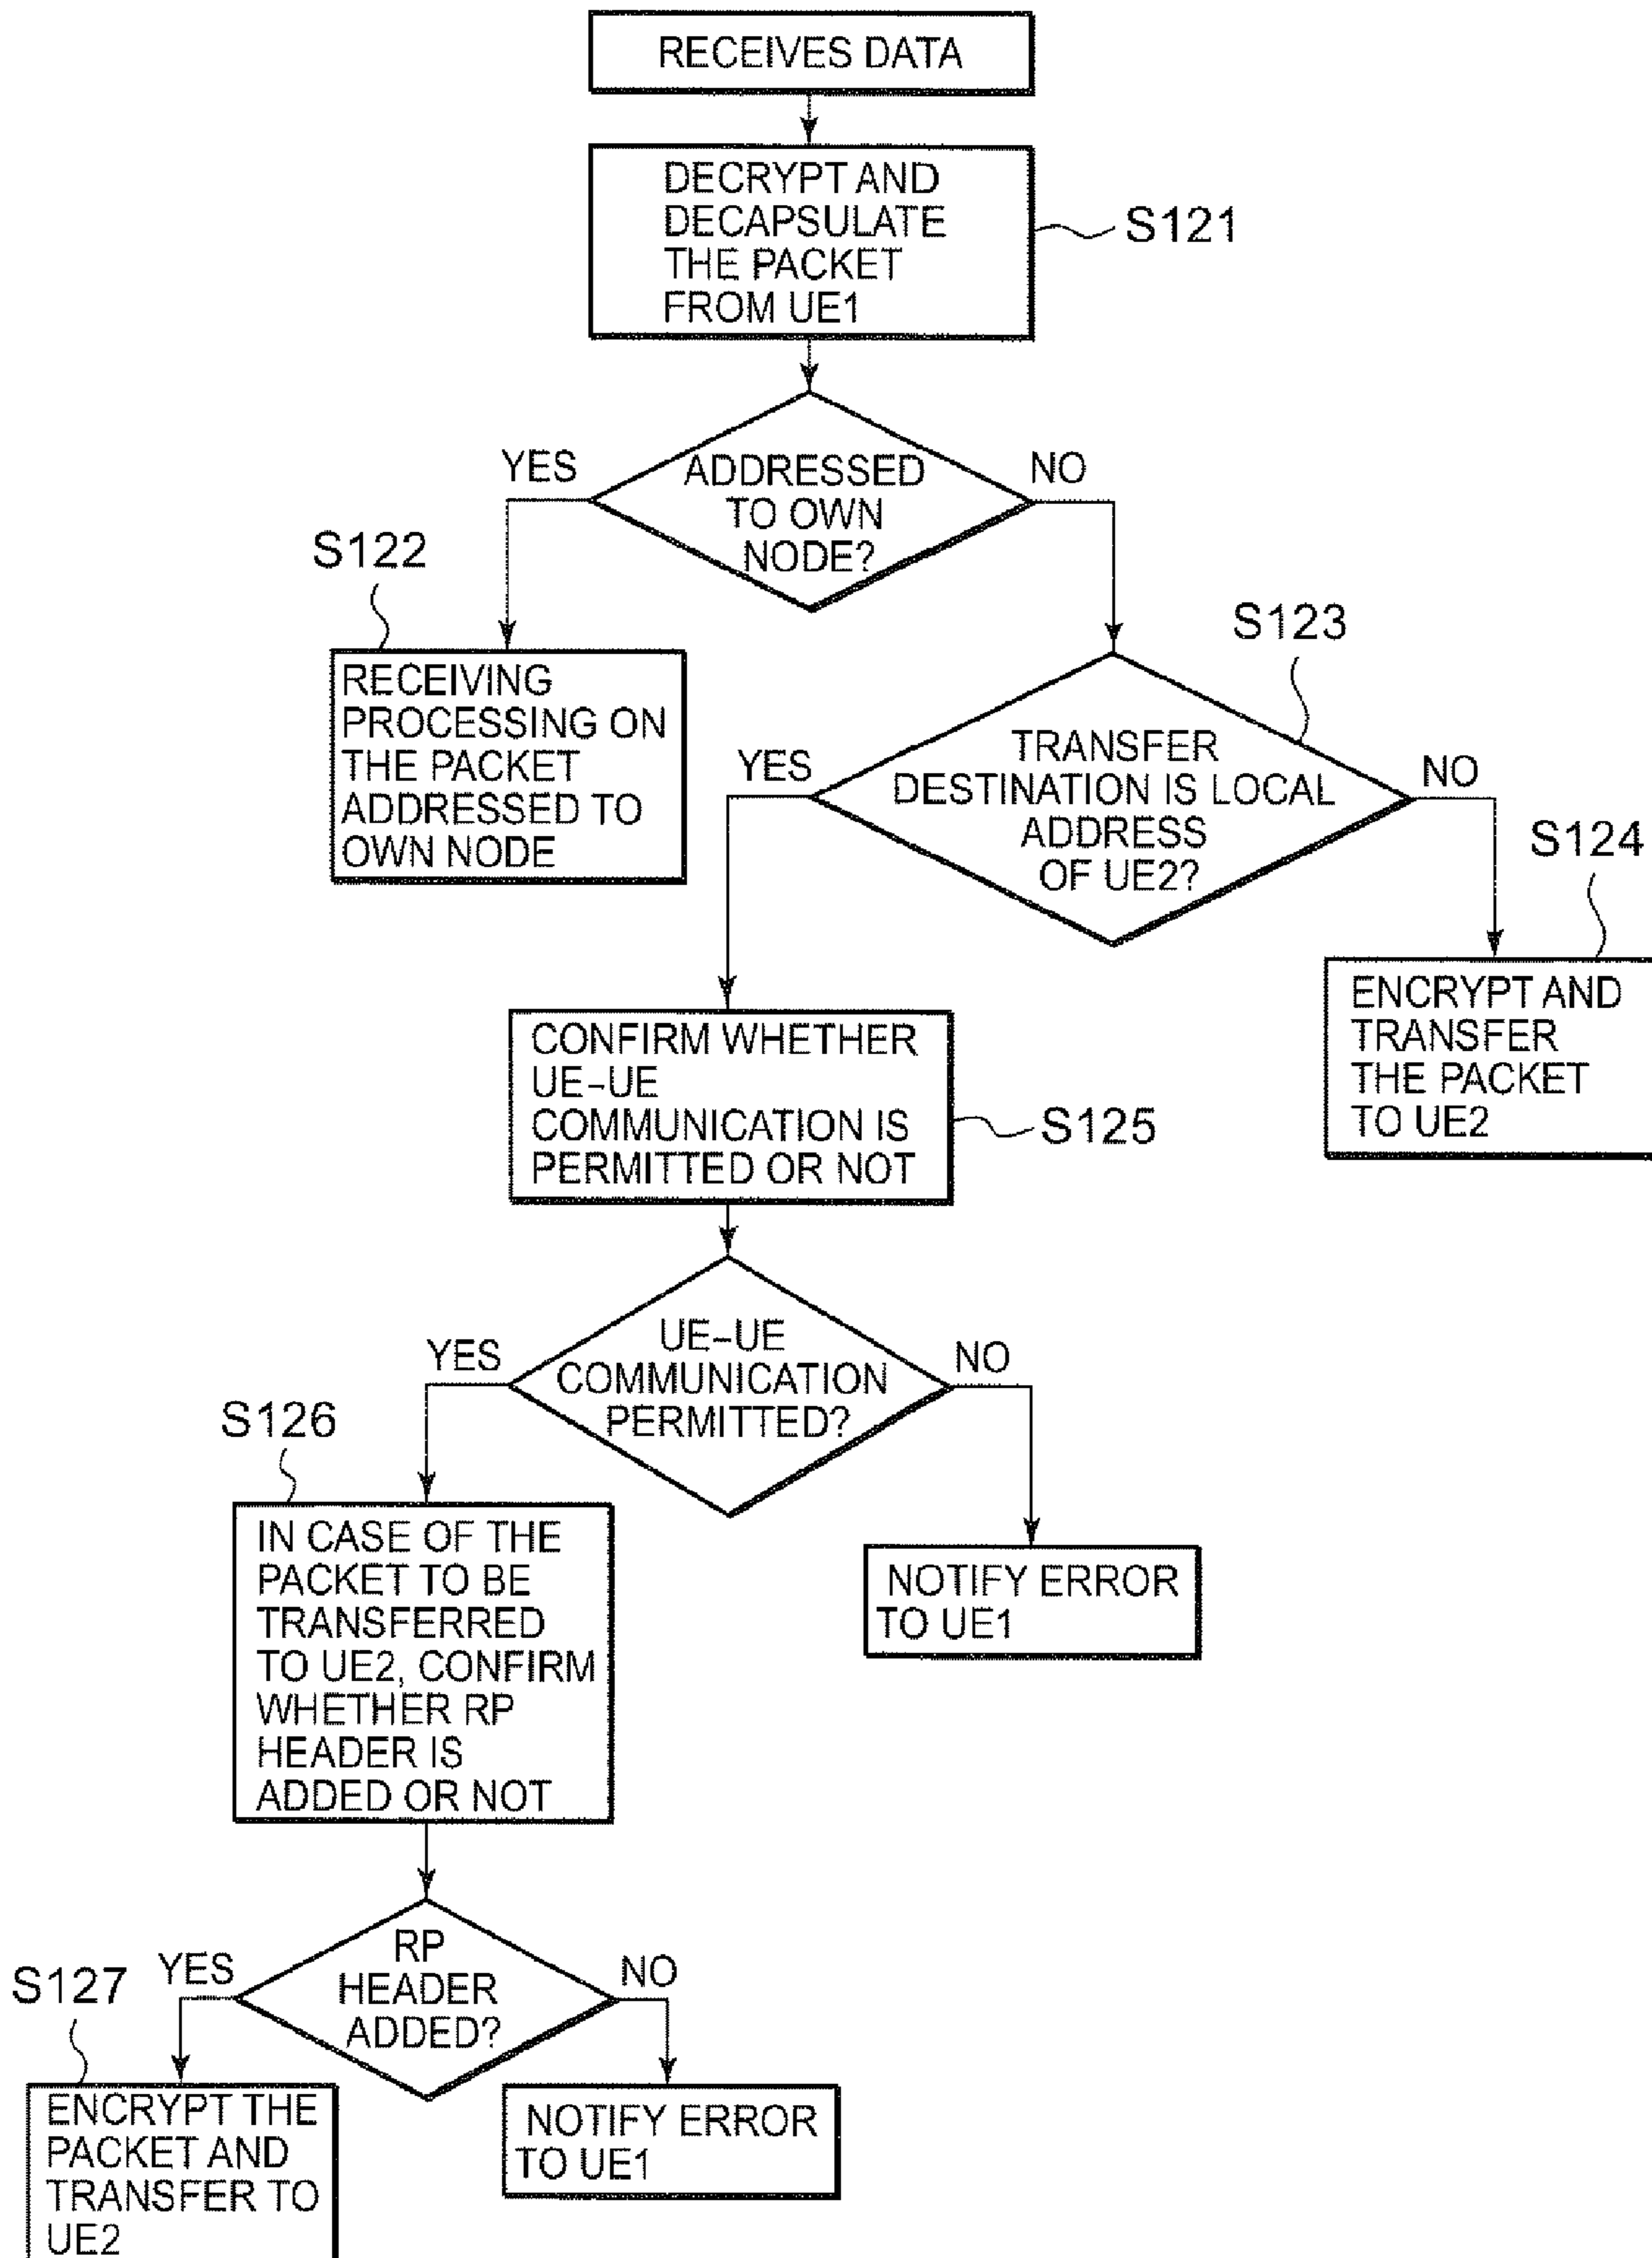 RECEIVES DATA
DECRYPT AND
DECAPSULATE
THE PACKET
FROM UE1
S121
YES
ADDRESSED
TO OWN
NODE?
NO
S122
RECEIVING
PROCESSING ON
THE PACKET
ADDRESSED TO
OWN NODE
S123
YES
TRANSFER
DESTINATION IS LOCAL
ADDRESS
OF UE2?
NO
S124
ENCRYPT AND
TRANSFER
THE PACKET
TO UE2
CONFIRM WHETHER
UE-UE
COMMUNICATION IS
PERMITTED OR NOT
S125
YES
UE-UE
COMMUNICATION
PERMITTED?
NO
S126
IN CASE OF THE
PACKET TO BE
TRANSFERRED
TO UE2, CONFIRM
WHETHER RP
HEADER IS
ADDED OR NOT
NOTIFY ERROR
TO UE1
S127
YES
RP
HEADER
ADDED?
NO
ENCRYPT THE
PACKET AND
TRANSFER TO
UE2
NOTIFY ERROR
TO UE1